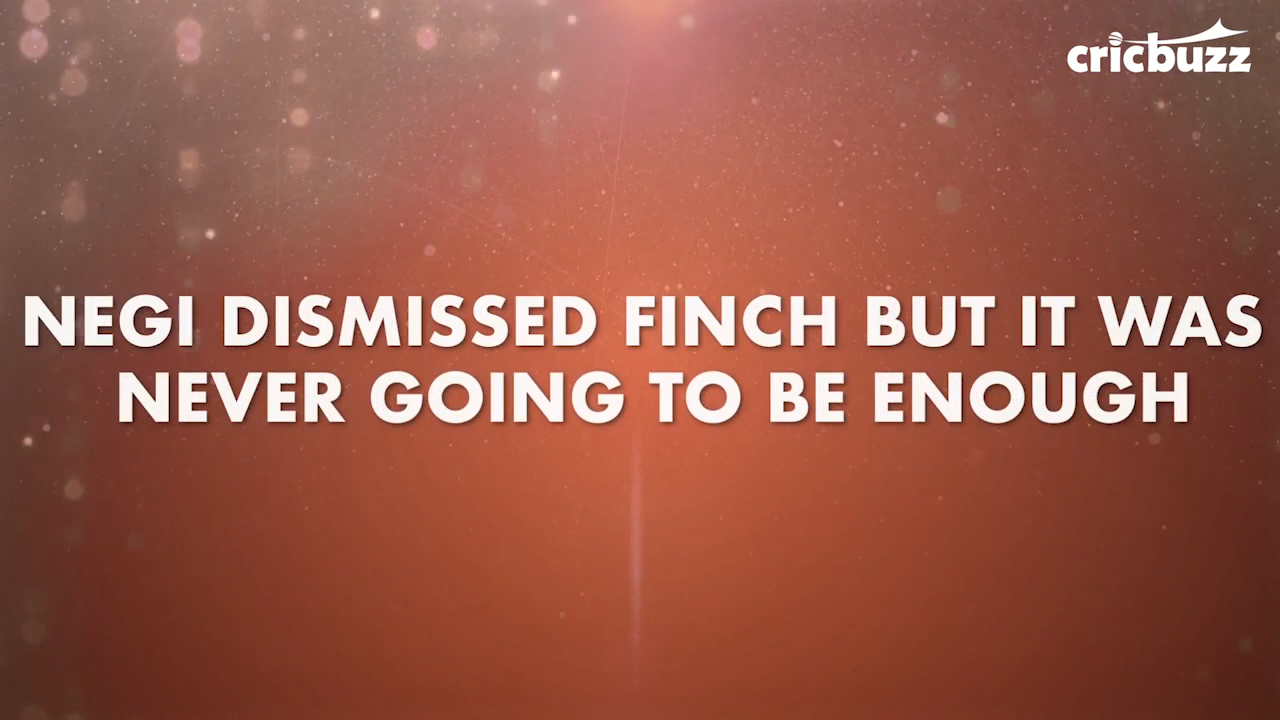 cricbuzz
NEGI DISMISSED FINCH BUT IT WAS
NEVER GOING TO BE ENOUGH